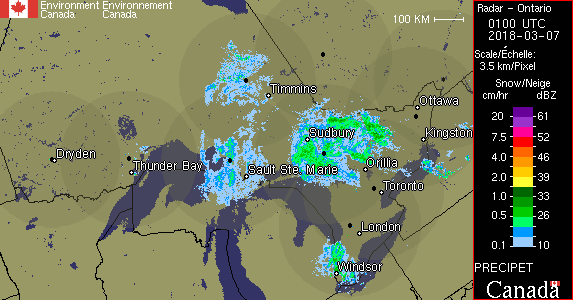 Environment Environnement
Canada Canada
100 KM
Timmins
Ottawa
Sudbury
Kingston
Dryden
Thunder Bay
Sault Ste. Marie
Orillia
Toronto
London
Windsor
Radar - Ontario
0100 UTC
2018-03-07
Scale/Échelle:
3.5 km/Pixel
Snow/Neige
cm/hr dBZ
20 61
7.5 52
4.0 46
2.0 39
1.0 33
0.5 26
0.1 10
PRECIPET
Canada